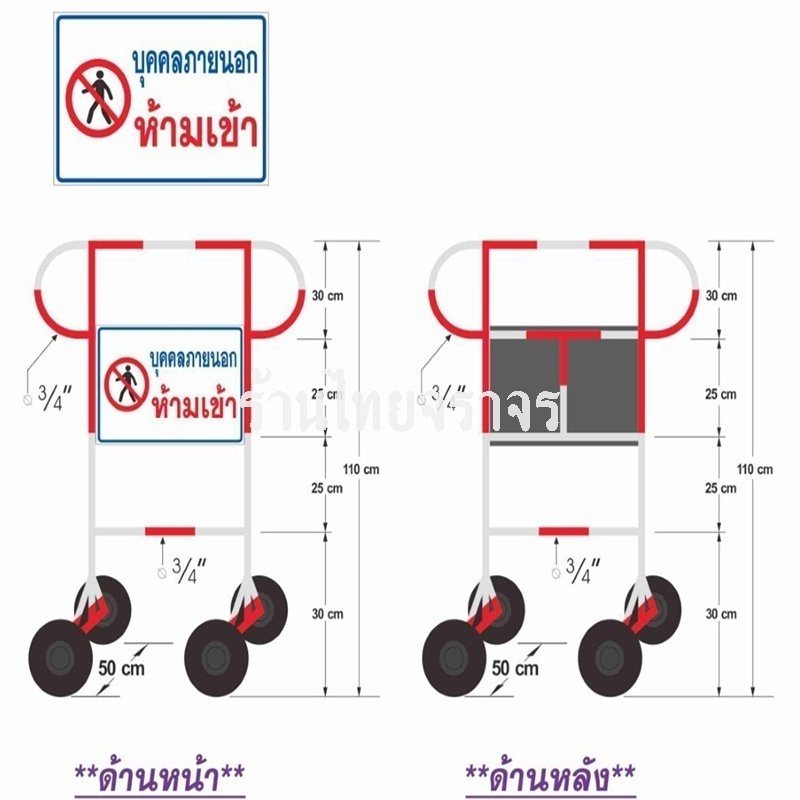 บุคคลภายนอก
ห้ามเข้า
30 cm
30 cm
บุคคลภายนอก
ห้ามเข้า
⌀ 3/4"
25 cm
⌀ 3/4"
25 cm
ร้านไทยจราจร
110 cm
110 cm
25 cm
25 cm
⌀ 3/4"
⌀ 3/4"
30 cm
30 cm
50 cm
50 cm
**ด้านหน้า**
**ด้านหลัง**